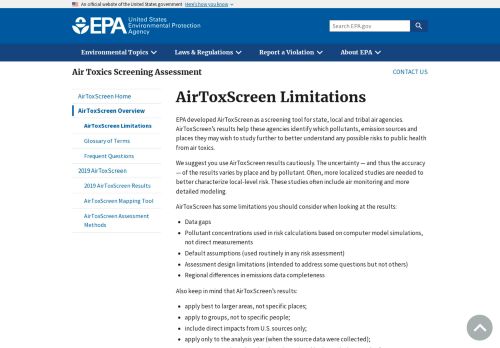 An official website of the United States government Here's how you know
EPA United States
Environmental Protection
Agency
Search EPA.gov
Environmental Topics Laws & Regulations Report a Violation About EPA
Air Toxics Screening Assessment
CONTACT US
AirToxScreen Home
AirToxScreen Overview
AirToxScreen Limitations
Glossary of Terms
Frequent Questions
2019 AirToxScreen
2019 AirToxScreen Results
AirToxScreen Mapping Tool
AirToxScreen Assessment
Methods
AirToxScreen Limitations
EPA developed AirToxScreen as a screening tool for state, local and tribal air agencies.
AirToxScreen's results help these agencies identify which pollutants, emission sources and
places they may wish to study further to better understand any possible risks to public health
from air toxics.
We suggest you use AirToxScreen results cautiously. The uncertainty — and thus the accuracy
— of the results varies by place and by pollutant. Often, more localized studies are needed to
better characterize local-level risk. These studies often include air monitoring and more
detailed modeling.
AirToxScreen has some limitations you should consider when looking at the results:
• Data gaps
• Pollutant concentrations used in risk calculations based on computer model simulations,
not direct measurements
• Default assumptions (used routinely in any risk assessment)
• Assessment design limitations (intended to address some questions but not others)
• Regional differences in emissions data completeness
Also keep in mind that AirToxScreen's results:
• apply best to larger areas, not specific places;
• apply to groups, not to specific people;
• include direct impacts from U.S. sources only;
• apply only to the analysis year (when the source data were collected);